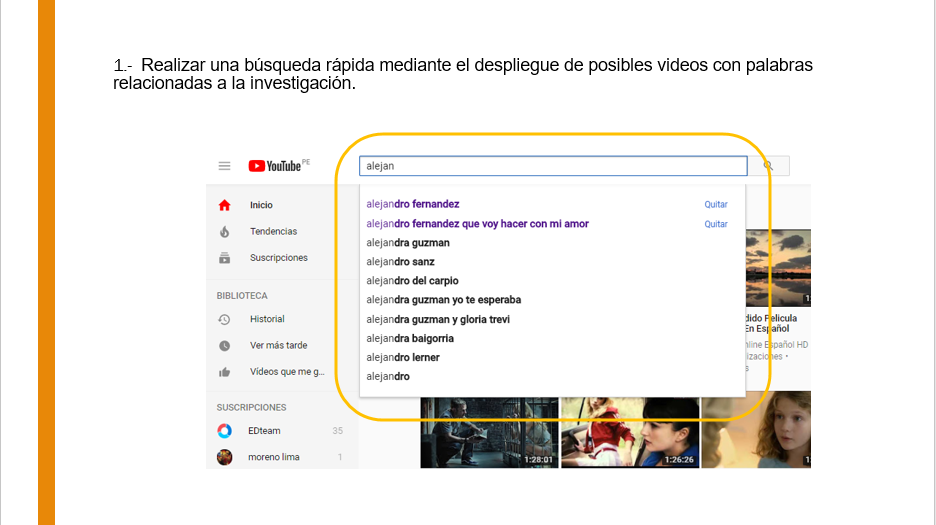 1.- Realizar una búsqueda rápida mediante el despliegue de posibles videos con palabras
relacionadas a la investigación.
YouTube PE
alejan
Inicio
Tendencias
Suscripciones
BIBLIOTECA
Historial
Ver más tarde
Vídeos que me g...
SUSCRIPCIONES
EDteam 35
moreno lima 1
alejandro fernandez Quitar
alejandro fernandez que voy hacer con mi amor Quitar
alejandra guzman
alejandro sanz
alejandro del carpio
alejandra guzman yo te esperaba
alejandra guzman y gloria trevi
alejandra baigorria
alejandro lerner
alejandro
1:
dido Pelicula
En Español
nline Español HD
izaciones •
s
1:28:01
1:26:26
1: